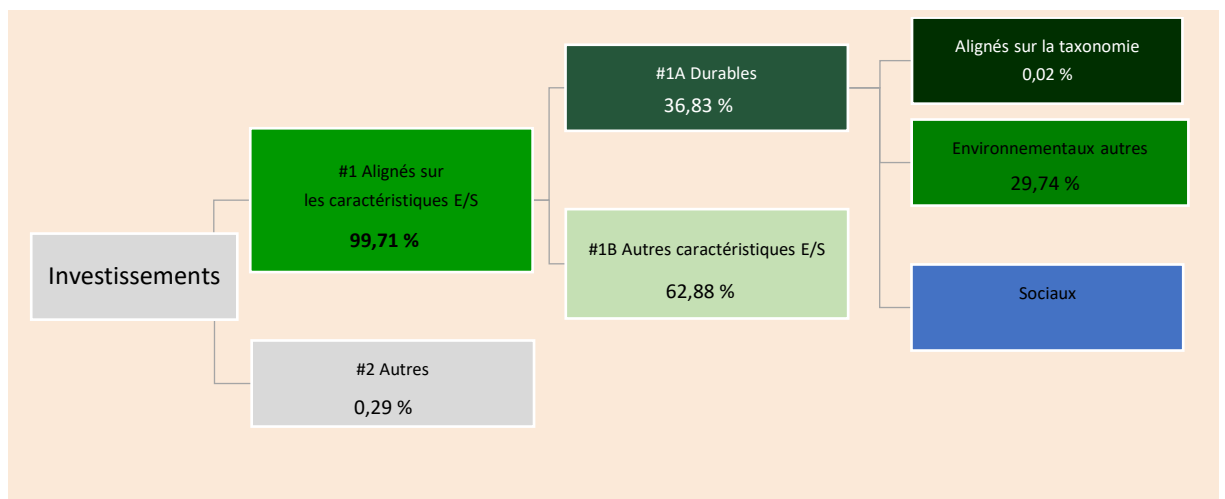 Investissements
#1 Alignés sur
les caractéristiques E/S
99,71 %
#2 Autres
0,29 %
#1A Durables
36,83 %
#1B Autres caractéristiques E/S
62,88 %
Alignés sur la taxonomie
0,02 %
Environnementaux autres
29,74 %
Sociaux